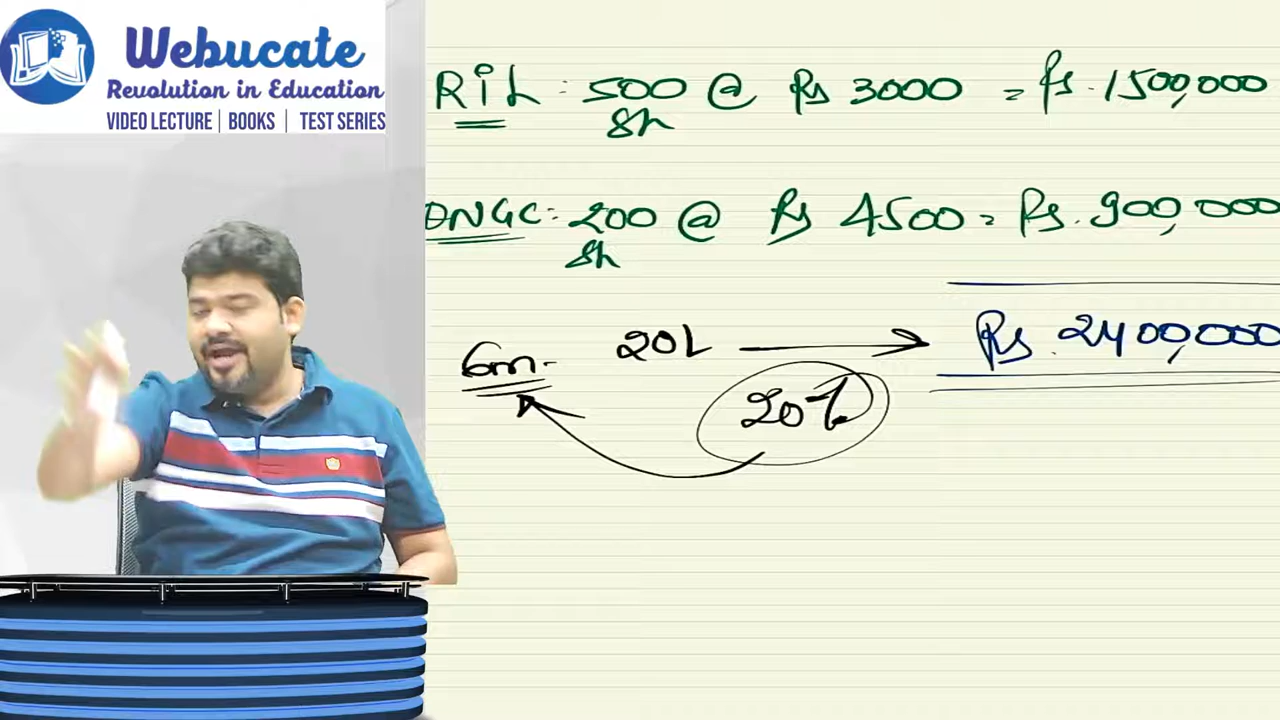 Webucate
Revolution in Education
VIDEO LECTURE | BOOKS | TEST SERIES
RIL : 500 @ Rs 3000 = Rs. 1500,000
Sh
ONGC: 200 @ Rs 4500 = Rs. 900,000
Sh
6m. 20L → Rs. 2400,000
20%